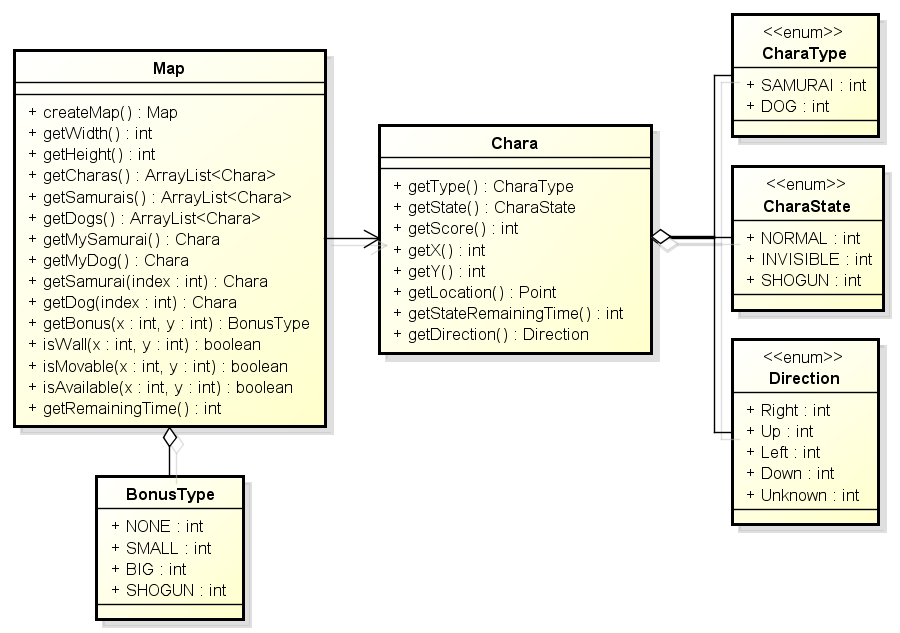 Map
+ createMap() : Map
+ getWidth() : int
+ getHeight() : int
+ getCharas() : ArrayList<Chara>
+ getSamurais() : ArrayList<Chara>
+ getDogs() : ArrayList<Chara>
+ getMySamurai() : Chara
+ getMyDog() : Chara
+ getSamurai(index : int) : Chara
+ getDog(index : int) : Chara
+ getBonus(x : int, y : int) : BonusType
+ isWall(x : int, y : int) : boolean
+ isMovable(x : int, y : int) : boolean
+ isAvailable(x : int, y : int) : boolean
+ getRemainingTime() : int
BonusType
+ NONE : int
+ SMALL : int
+ BIG : int
+ SHOGUN : int
Chara
+ getType() : CharaType
+ getState() : CharaState
+ getScore() : int
+ getX() : int
+ getY() : int
+ getLocation() : Point
+ getStateRemainingTime() : int
+ getDirection() : Direction
<<enum>>
CharaType
+ SAMURAI : int
+ DOG : int
<<enum>>
CharaState
+ NORMAL : int
+ INVISIBLE : int
+ SHOGUN : int
<<enum>>
Direction
+ Right : int
+ Up : int
+ Left : int
+ Down : int
+ Unknown : int